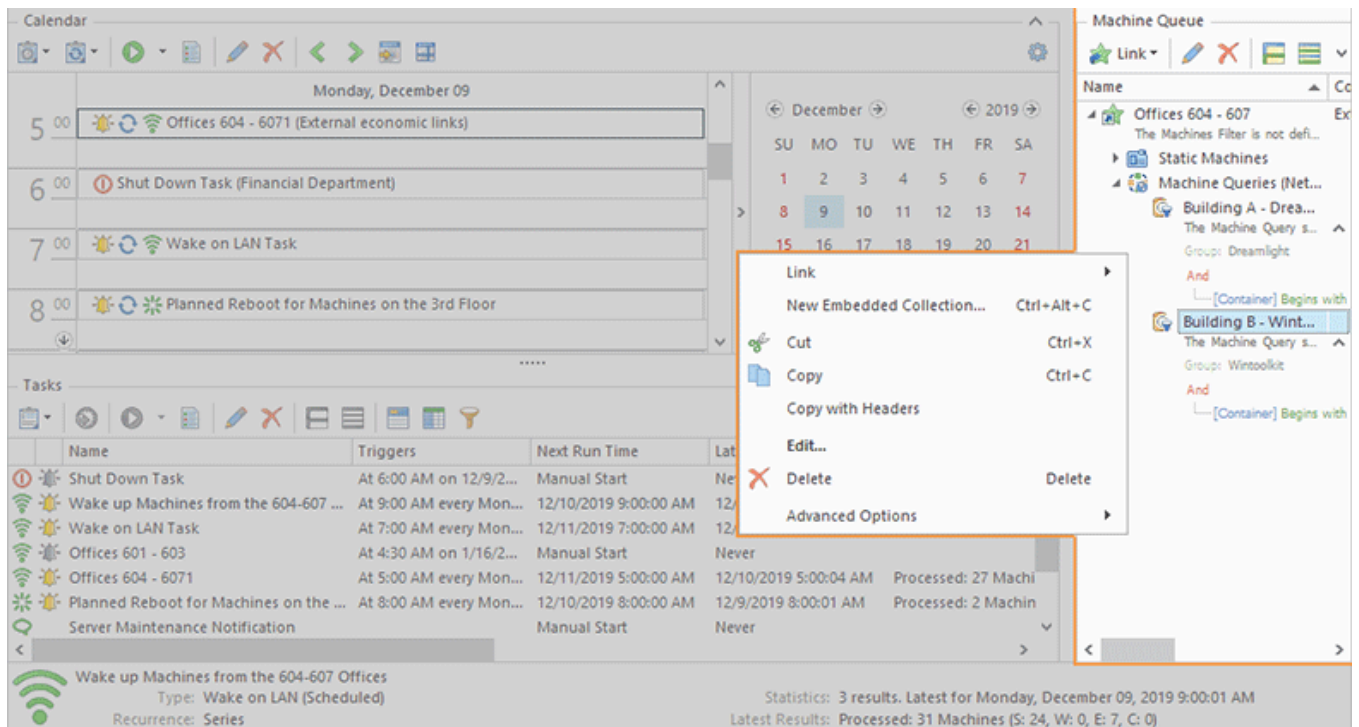 Calendar
Monday, December 09
5 00 Offices 604 - 6071 (External economic links)
6 00 Shut Down Task (Financial Department)
7 00 Wake on LAN Task
8 00 Planned Reboot for Machines on the 3rd Floor
December 2019
SU MO TU WE TH FR SA
1 2 3 4 5 6 7
8 9 10 11 12 13 14
15 16 17 18 19 20 21
Link
New Embedded Collection... Ctrl+Alt+C
Cut Ctrl+X
Copy Ctrl+C
Copy with Headers
Edit...
Delete Delete
Advanced Options
Machine Queue
Link
Name Co
Offices 604 - 607 Ex
The Machines Filter is not defi...
Static Machines
Machine Queries (Net...
Building A - Drea...
The Machine Query s...
Group: Dreamlight
And
[Container] Begins with
Building B - Wint...
The Machine Query s...
Group: Wintoolkit
And
[Container] Begins with
Tasks
Name Triggers Next Run Time Lat
Shut Down Task At 6:00 AM on 12/9/2... Manual Start Ne
Wake up Machines from the 604-607 ... At 9:00 AM every Mon... 12/10/2019 9:00:00 AM 12/
Wake on LAN Task At 7:00 AM every Mon... 12/11/2019 7:00:00 AM 12/
Offices 601 - 603 At 4:30 AM on 1/16/2... Manual Start Never
Offices 604 - 6071 At 5:00 AM every Mon... 12/11/2019 5:00:00 AM 12/10/2019 5:00:04 AM Processed: 27 Machi
Planned Reboot for Machines on the ... At 8:00 AM every Mon... 12/10/2019 8:00:00 AM 12/9/2019 8:00:01 AM Processed: 2 Machin
Server Maintenance Notification Manual Start Never
Wake up Machines from the 604-607 Offices
Type: Wake on LAN (Scheduled) Statistics: 3 results. Latest for Monday, December 09, 2019 9:00:01 AM
Recurrence: Series Latest Results: Processed: 31 Machines (S: 24, W: 0, E: 7, C: 0)